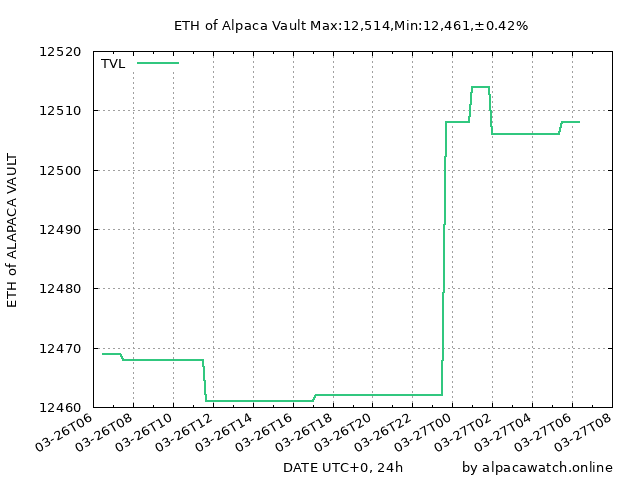 ETH of Alpaca Vault Max:12,514,Min:12,461,±0.42%
TVL
ETH of ALAPACA VAULT
12520
12510
12500
12490
12480
12470
12460
03-26T06
03-26T08
03-26T10
03-26T12
03-26T14
03-26T16
03-26T18
03-26T20
03-26T22
03-27T00
03-27T02
03-27T04
03-27T06
03-27T08
DATE UTC+0, 24h
by alpacawatch.online